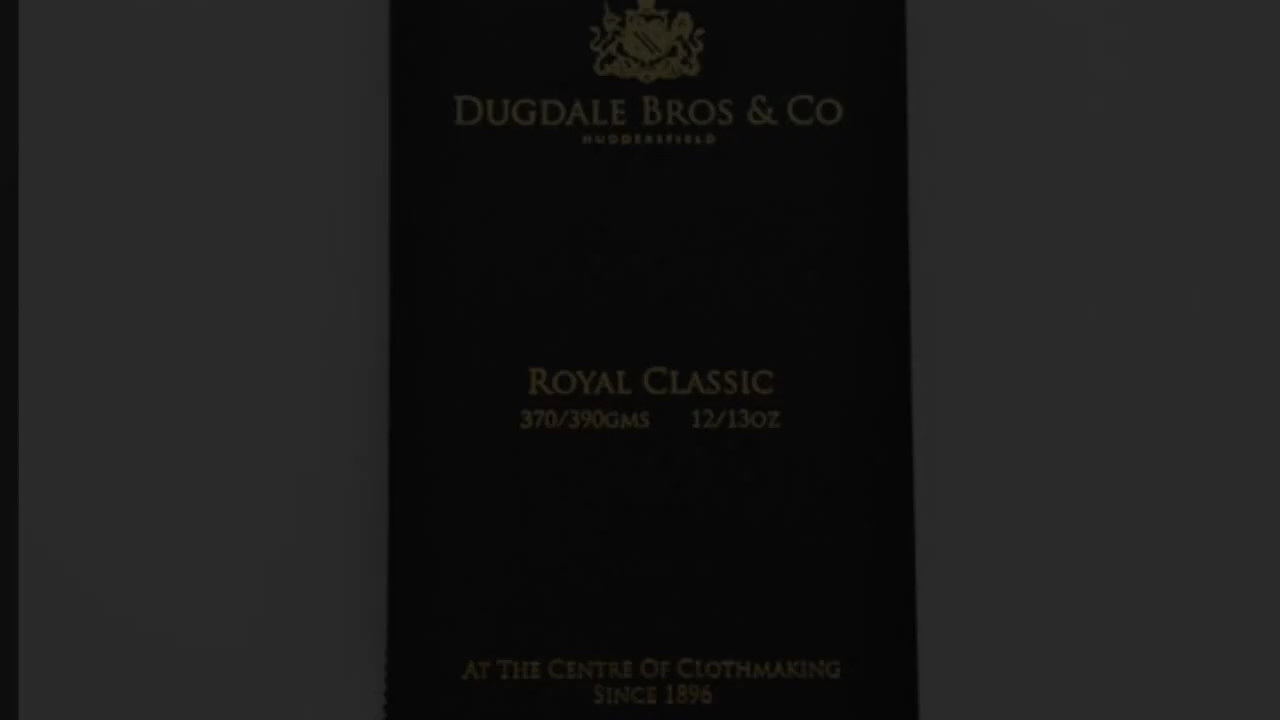 DUGDALE BROS & CO
HUDDERSFIELD
ROYAL CLASSIC
370/390GMS 12/13OZ
AT THE CENTRE OF CLOTHMAKING
SINCE 1896